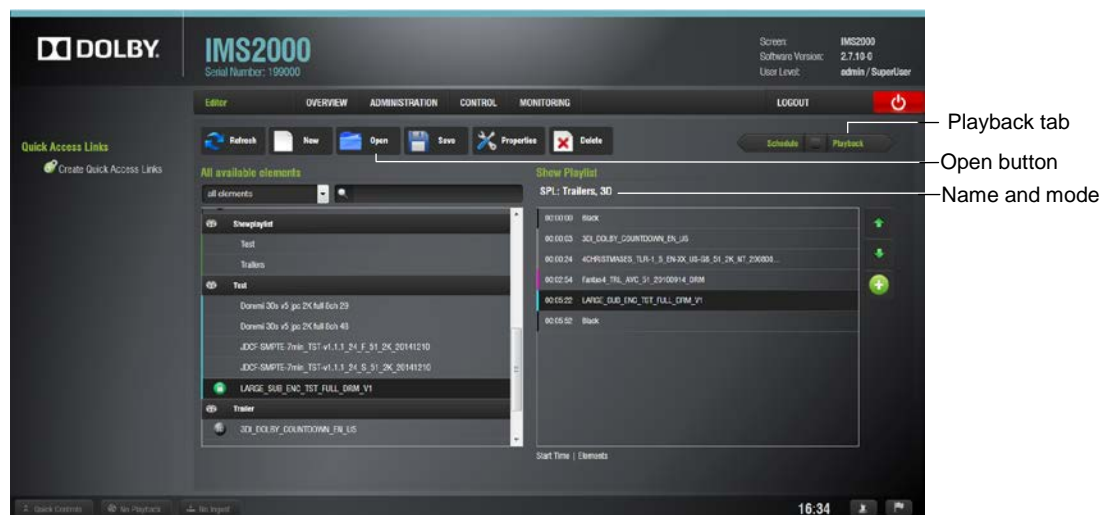 DOLBY.
IMS2000
Serial Number: 199000
Screen: IMS2000
Software Version: 2.7.10-0
User Level: admin / SuperUser
Editor OVERVIEW ADMINISTRATION CONTROL MONITORING LOGOUT
Quick Access Links
Create Quick Access Links
Refresh New Open Save Properties Delete
Schedule Playback
Playback tab
Open button
Name and mode
All available elements
all elements
Show Playlist
SPL: Trailers, 3D
Showplaylist
Test
Trailers
Test
Doremi 30s v5 jpc 2K full 8ch 29
Doremi 30s v5 jpc 2K full 8ch 48
JDCF-SMPTE-7min_TST-v1.1.1_24_F_51_2K_20141210
JDCF-SMPTE-7min_TST-v1.1.1_24_S_51_2K_20141210
LARGE_SUB_ENC_TST_FULL_DRM_V1
Trailer
3DI_DOLBY_COUNTDOWN_EN_US
00:00:00 Black
00:00:03 3DI_DOLBY_COUNTDOWN_EN_US
00:00:24 4CHRISTMASES_TLR-1_S_EN-XX_US-GB_51_2K_NT_200808...
00:02:54 Fantas4_TRL_AVC_51_20100914_DRM
00:05:22 LARGE_SUB_ENC_TST_FULL_DRM_V1
00:05:52 Black
Start Time | Elements
Quick Controls No Playback No Ingest
16:34